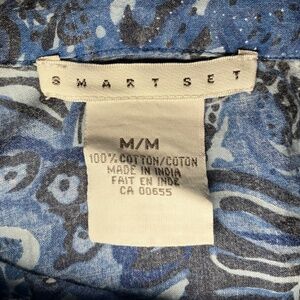 SMART SET
M/M
100% COTTON/COTON
MADE IN INDIA
FAIT EN INDE
CA 00655